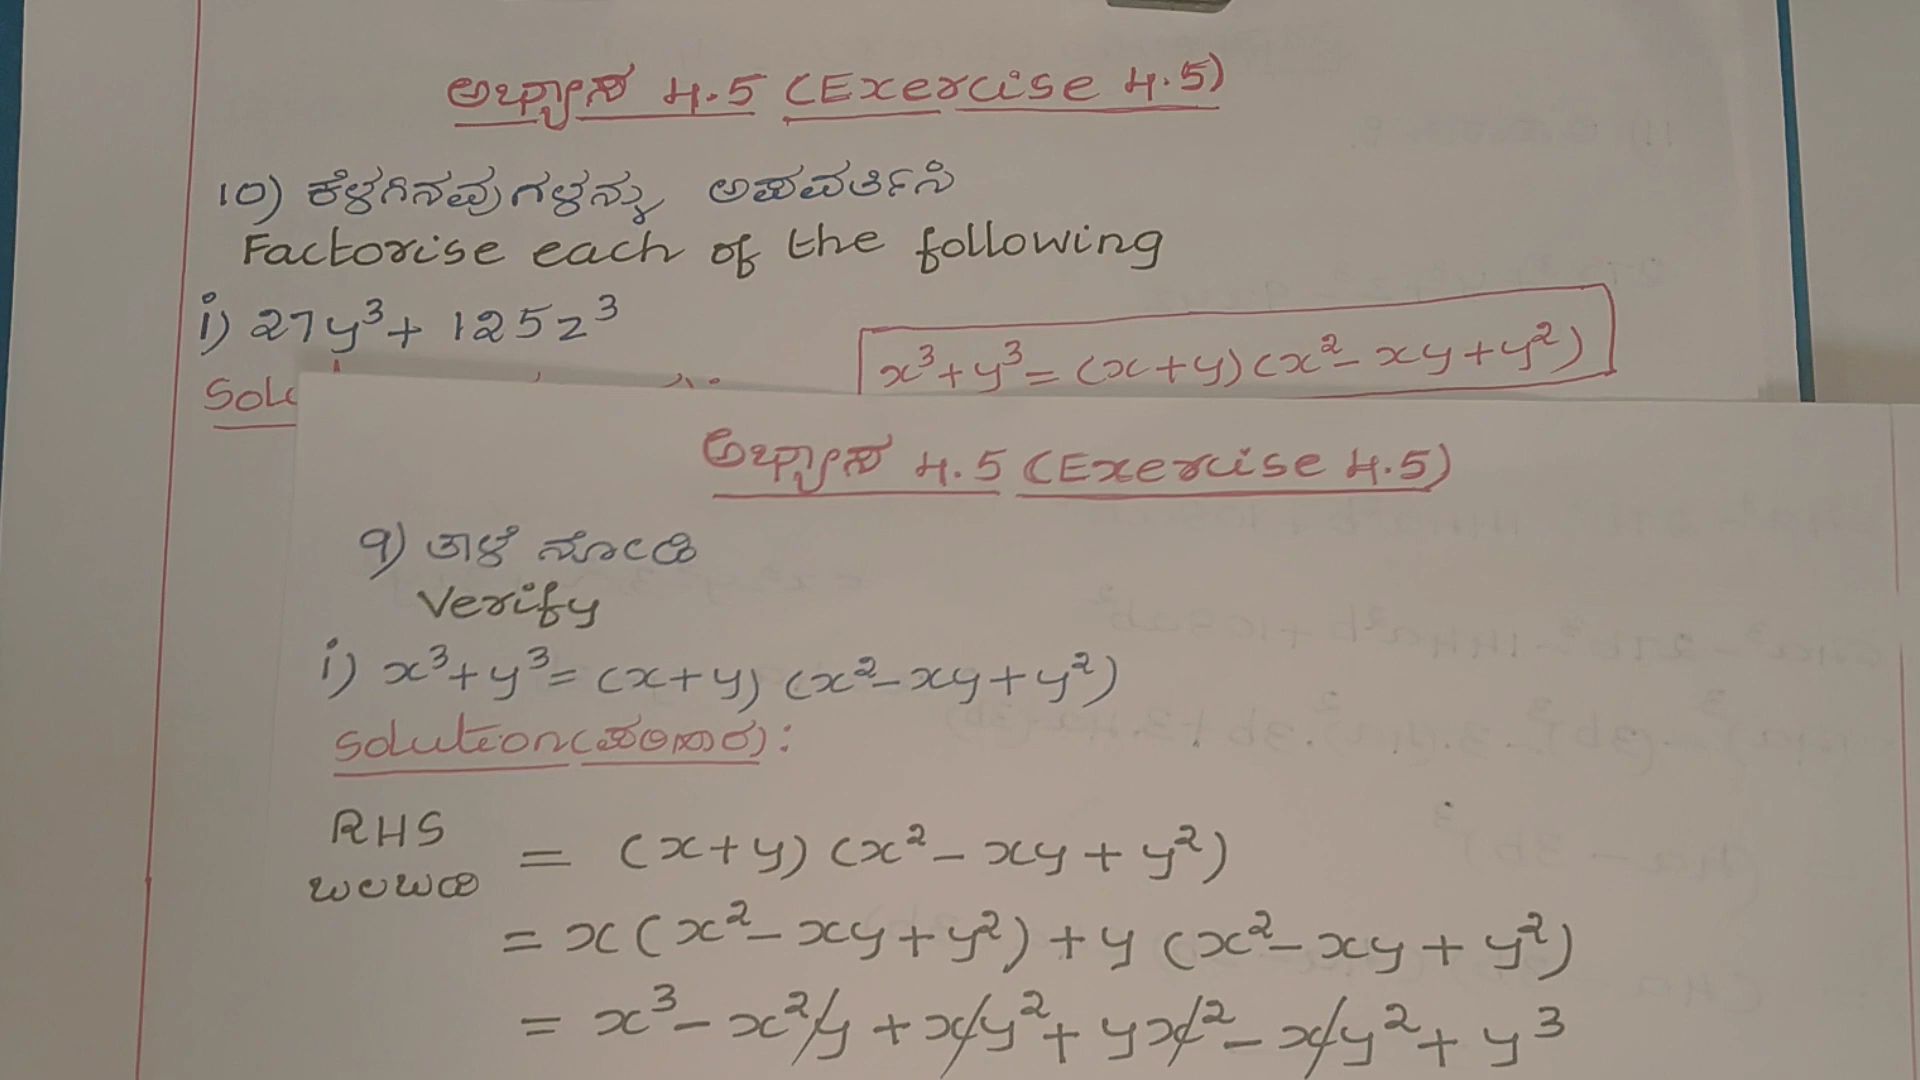 ಅಭ್ಯಾಸ 4.5 (Exercise 4.5)
10) ಕೆಳಗಿನವುಗಳನ್ನು ಅಪವರ್ತಿಸಿ
Factorise each of the following
i) 27y³ + 125z³
x³+y³= (x+y) (x²-xy+y²)
ಅಭ್ಯಾಸ 4.5 (Exercise 4.5)
9) ತಾಳೆ ನೋಡಿ
Verify
i) x³+y³= (x+y) (x²-xy+y²)
Solution(ಪರಿಹಾರ):
RHS
ಬಲಬದಿ = (x+y) (x²-xy+y²)
= x(x²-xy+y²)+y(x²-xy+y²)
= x³-x²y+xy²+yx²-xy²+y³